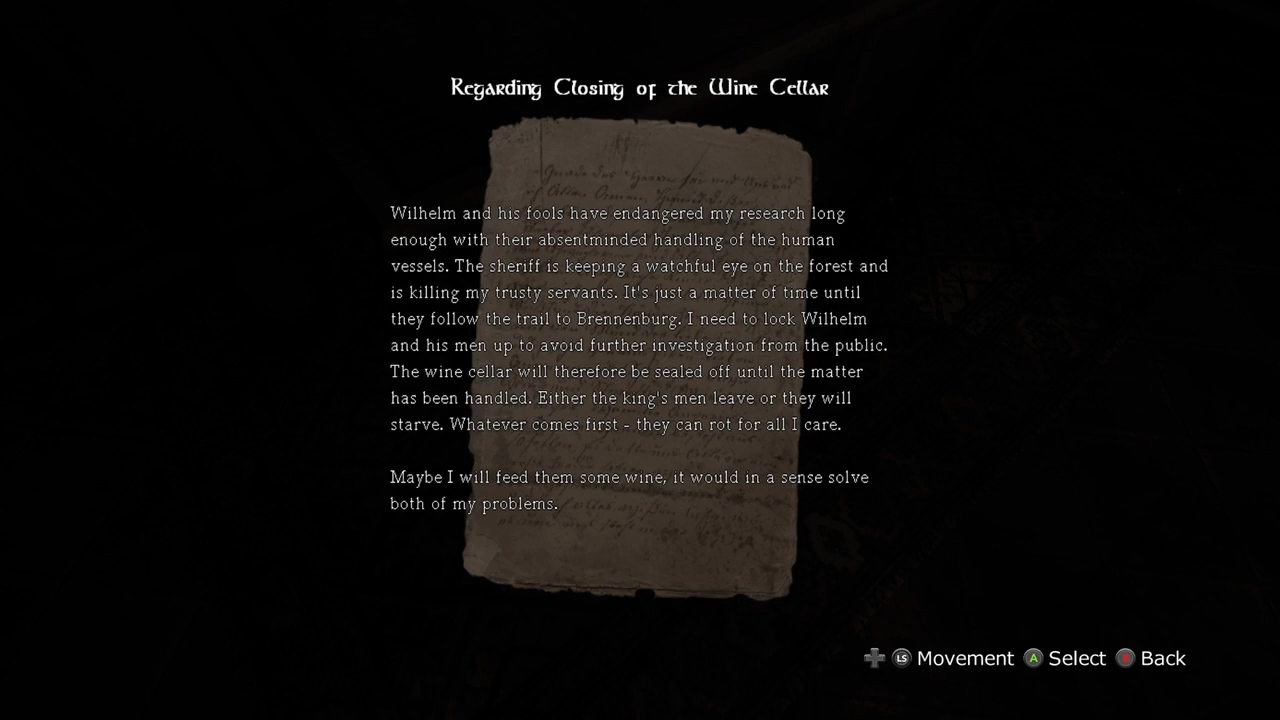 Regarding Closing of the Wine Cellar
Wilhelm and his fools have endangered my research long
enough with their absentminded handling of the human
vessels. The sheriff is keeping a watchful eye on the forest and
is killing my trusty servants. It's just a matter of time until
they follow the trail to Brennenburg. I need to lock Wilhelm
and his men up to avoid further investigation from the public.
The wine cellar will therefore be sealed off until the matter
has been handled. Either the king's men leave or they will
starve. Whatever comes first - they can rot for all I care.
Maybe I will feed them some wine, it would in a sense solve
both of my problems.
LS Movement A Select B Back